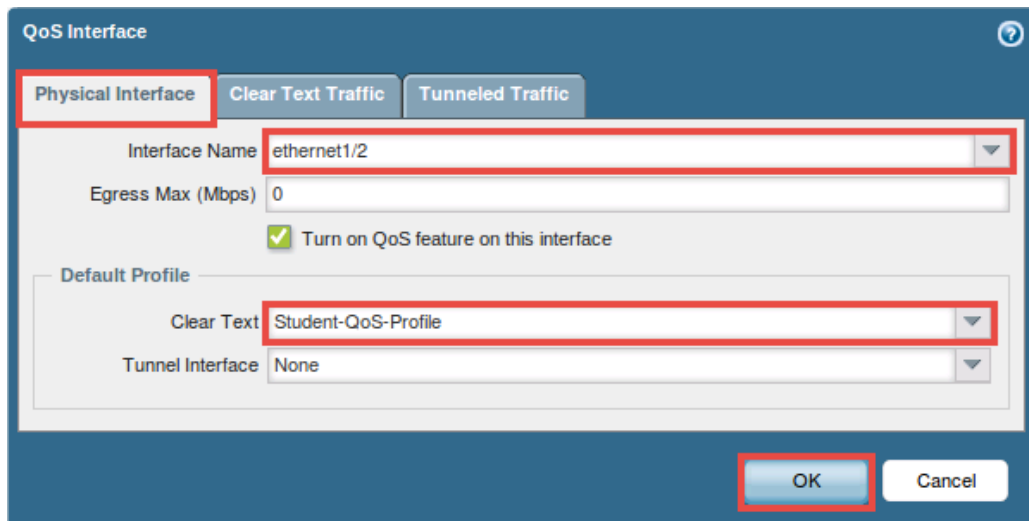 QoS Interface
?
Physical Interface Clear Text Traffic Tunneled Traffic
Interface Name ethernet1/2
Egress Max (Mbps) 0
Turn on QoS feature on this interface
Default Profile
Clear Text Student-QoS-Profile
Tunnel Interface None
OK Cancel